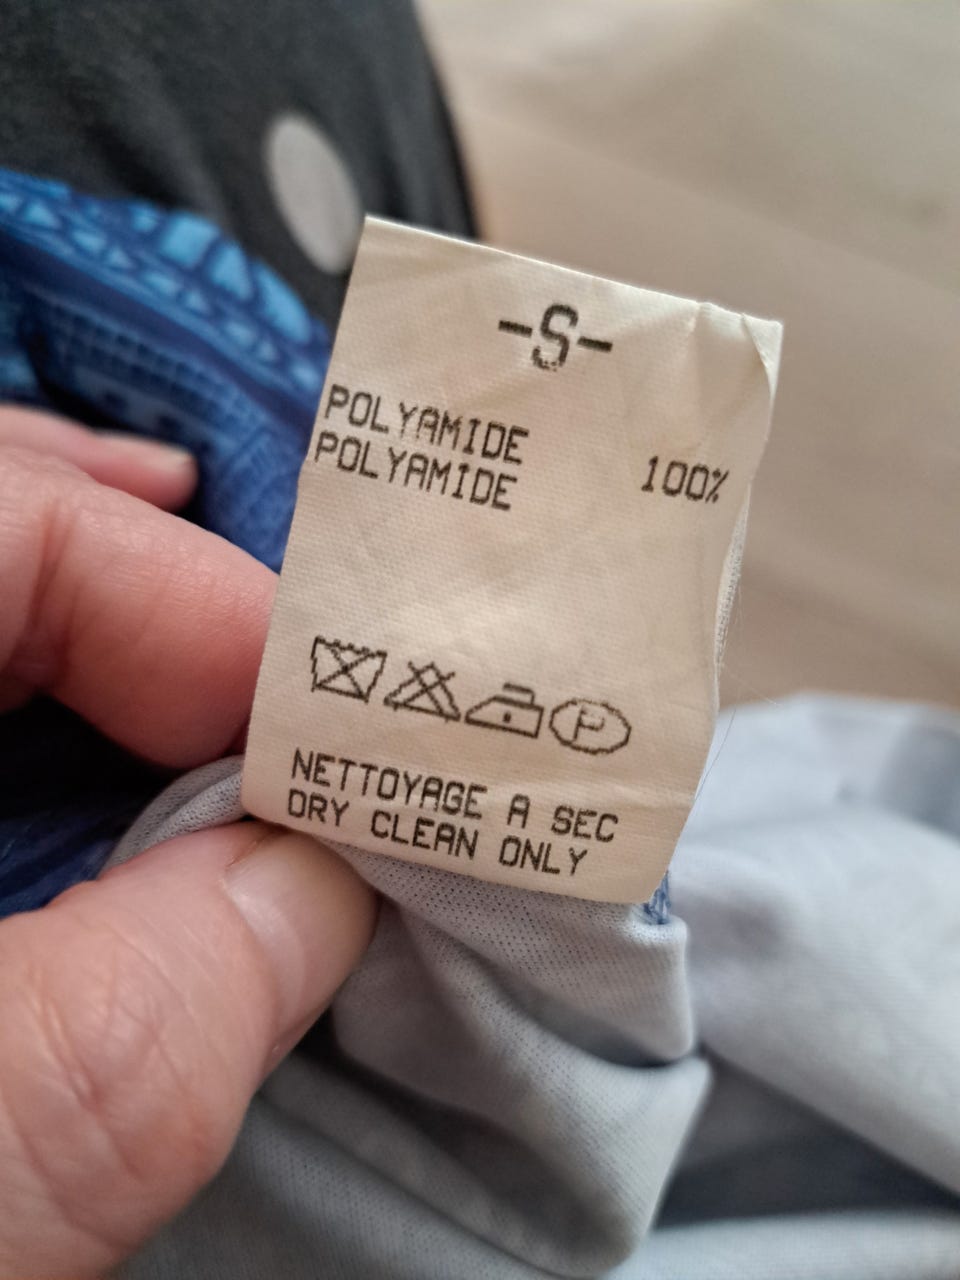 -S-
POLYAMIDE
POLYAMIDE 100%
P
NETTOYAGE A SEC
DRY CLEAN ONLY